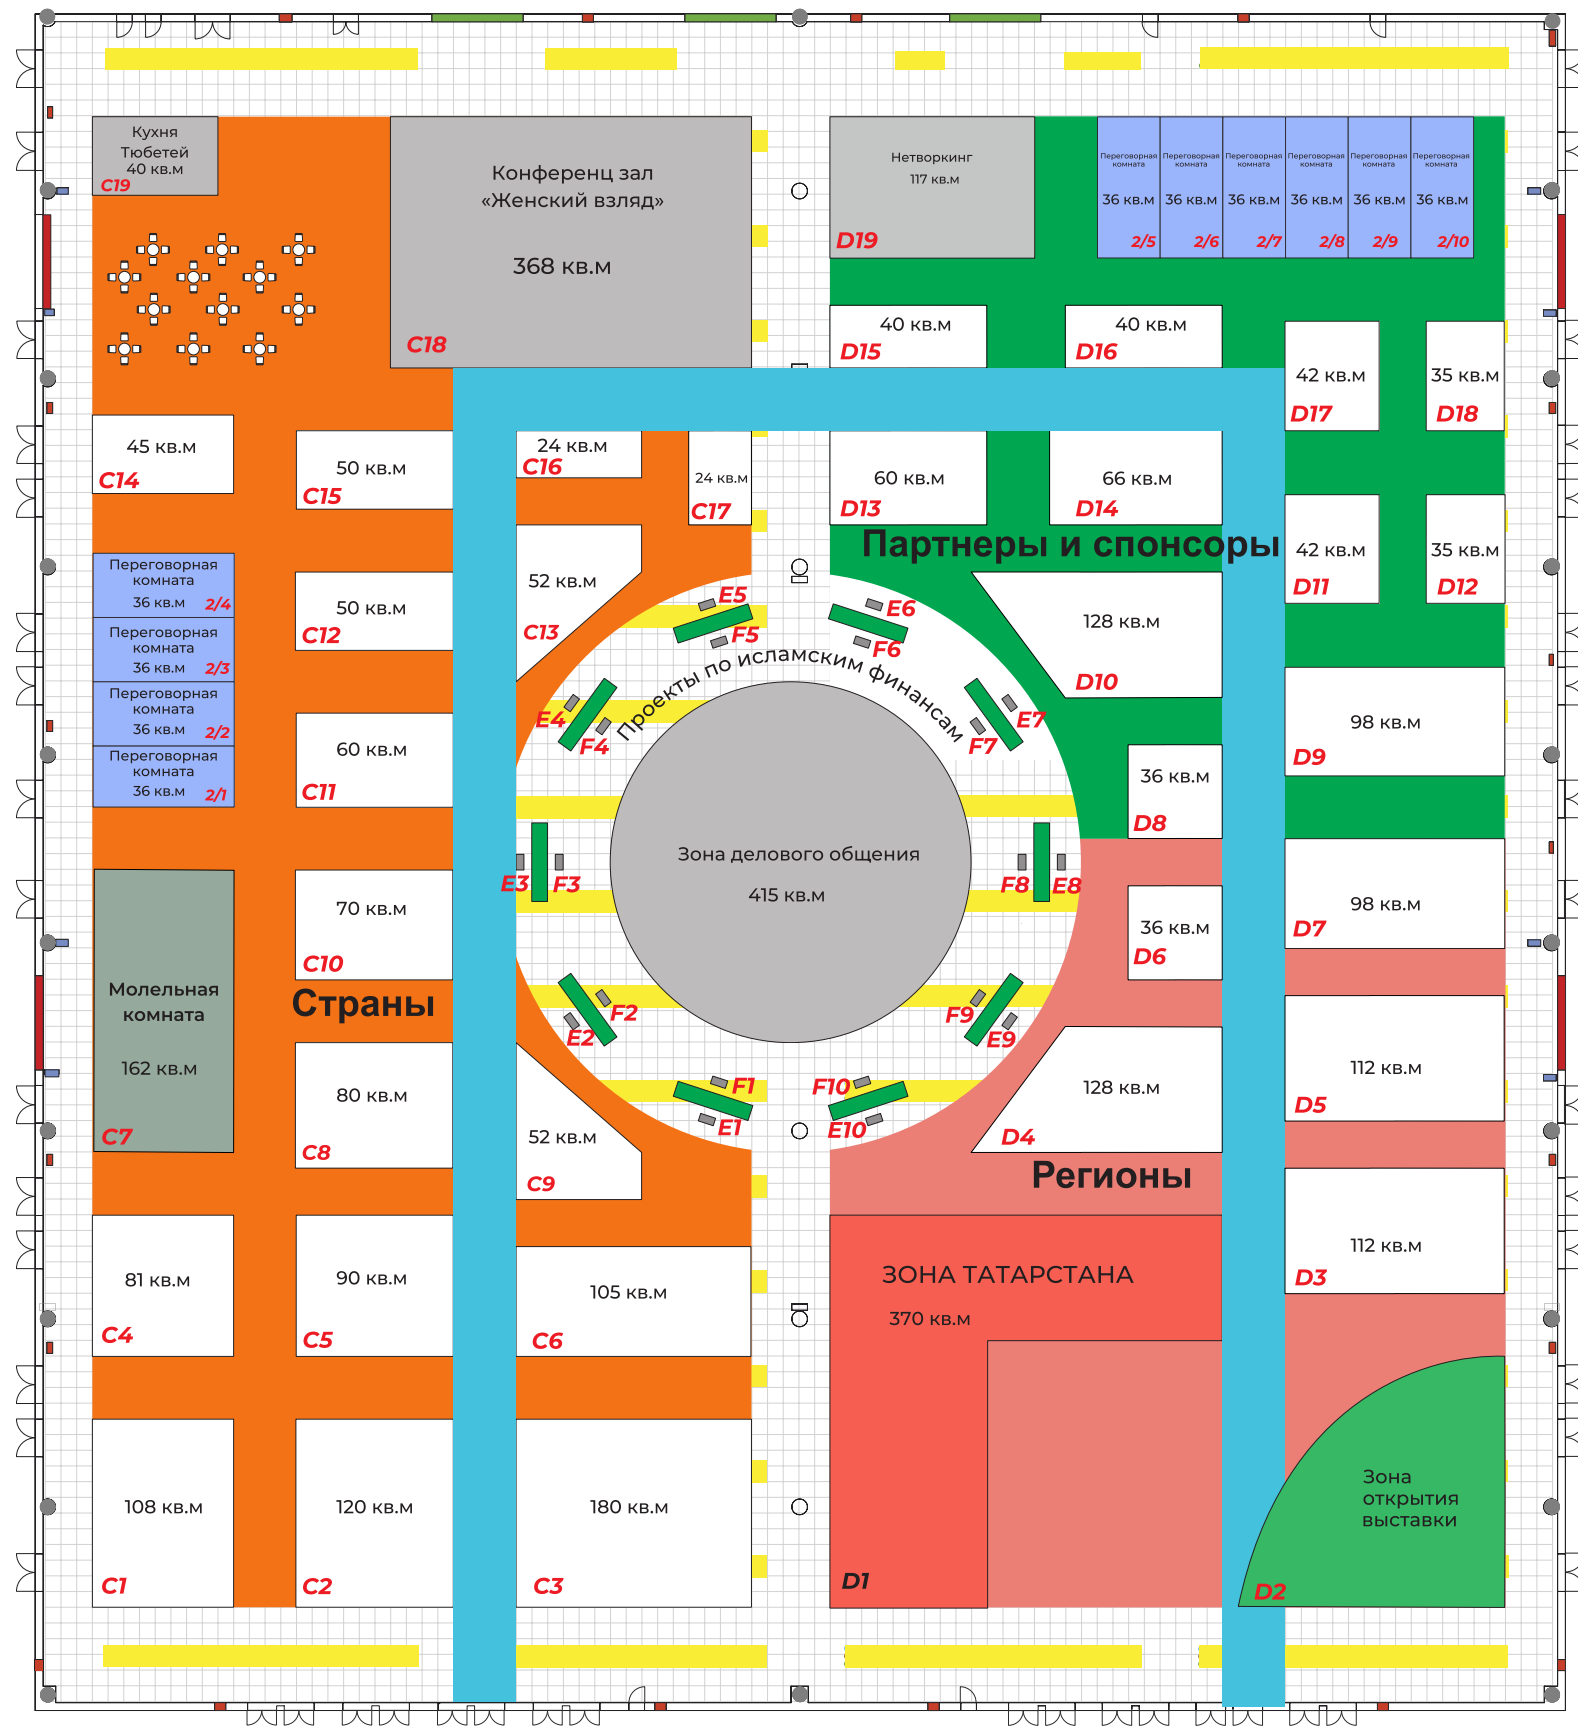 Кухня
Тюбетей
40 кв.м
C19
Конференц зал
«Женский взгляд»
368 кв.м
C18
Нетворкинг
117 кв.м
D19
Переговорная
комната
36 кв.м
2/5
Переговорная
комната
36 кв.м
2/6
Переговорная
комната
36 кв.м
2/7
Переговорная
комната
36 кв.м
2/8
Переговорная
комната
36 кв.м
2/9
Переговорная
комната
36 кв.м
2/10
40 кв.м
D15
40 кв.м
D16
42 кв.м
D17
35 кв.м
D18
45 кв.м
C14
50 кв.м
C15
24 кв.м
C16
24 кв.м
C17
60 кв.м
D13
66 кв.м
D14
Партнеры и спонсоры
42 кв.м
D11
35 кв.м
D12
Переговорная
комната
36 кв.м
2/4
Переговорная
комната
36 кв.м
2/3
Переговорная
комната
36 кв.м
2/2
Переговорная
комната
36 кв.м
2/1
50 кв.м
C12
52 кв.м
C13
E5
F5
E6
F6
128 кв.м
D10
Проекты по исламским финансам
E4
F4
E7
F7
60 кв.м
C11
98 кв.м
D9
36 кв.м
D8
Зона делового общения
415 кв.м
E3
F3
F8
E8
70 кв.м
C10
98 кв.м
D7
36 кв.м
D6
Молельная
комната
162 кв.м
C7
Страны
F2
E2
F9
E9
80 кв.м
C8
52 кв.м
C9
F1
E1
F10
E10
128 кв.м
D4
112 кв.м
D5
Регионы
81 кв.м
C4
90 кв.м
C5
105 кв.м
C6
ЗОНА ТАТАРСТАНА
370 кв.м
D1
112 кв.м
D3
108 кв.м
C1
120 кв.м
C2
180 кв.м
C3
Зона
открытия
выставки
D2